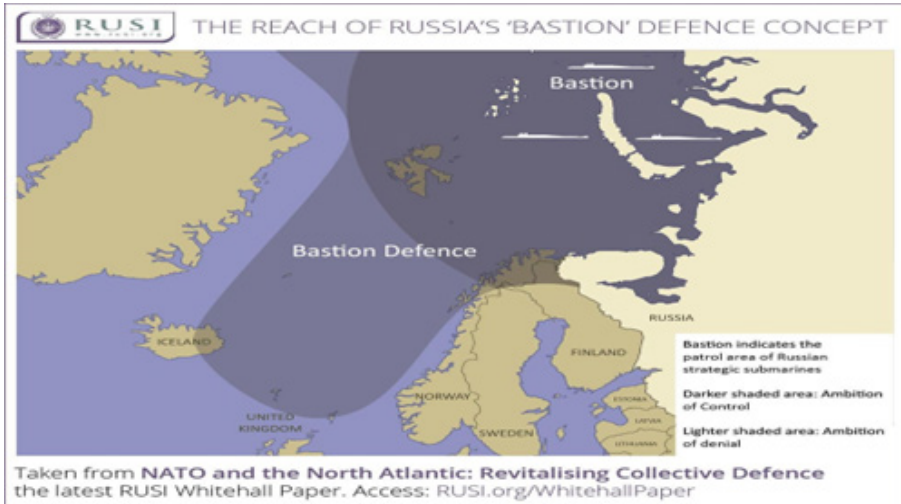 RUSI
www.rusi.org
THE REACH OF RUSSIA'S 'BASTION' DEFENCE CONCEPT
Bastion
Bastion Defence
ICELAND
RUSSIA
FINLAND
NORWAY
SWEDEN
UNITED
KINGDOM
ESTONIA
LATVIA
LITHUANIA
Bastion indicates the
patrol area of Russian
strategic submarines
Darker shaded area: Ambition
of Control
Lighter shaded area: Ambition
of denial
Taken from NATO and the North Atlantic: Revitalising Collective Defence
the latest RUSI Whitehall Paper. Access: RUSI.org/WhitehallPaper